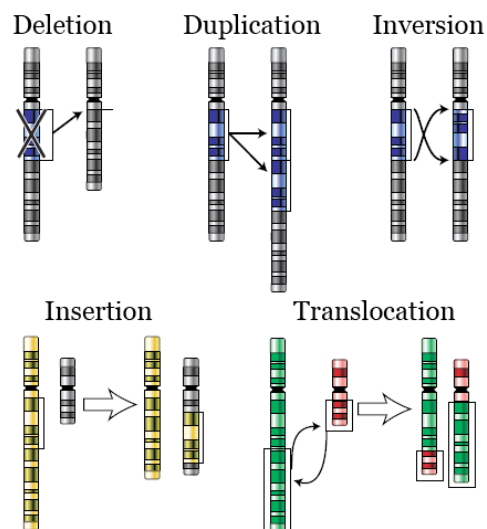 Deletion
Duplication
Inversion
Insertion
Translocation